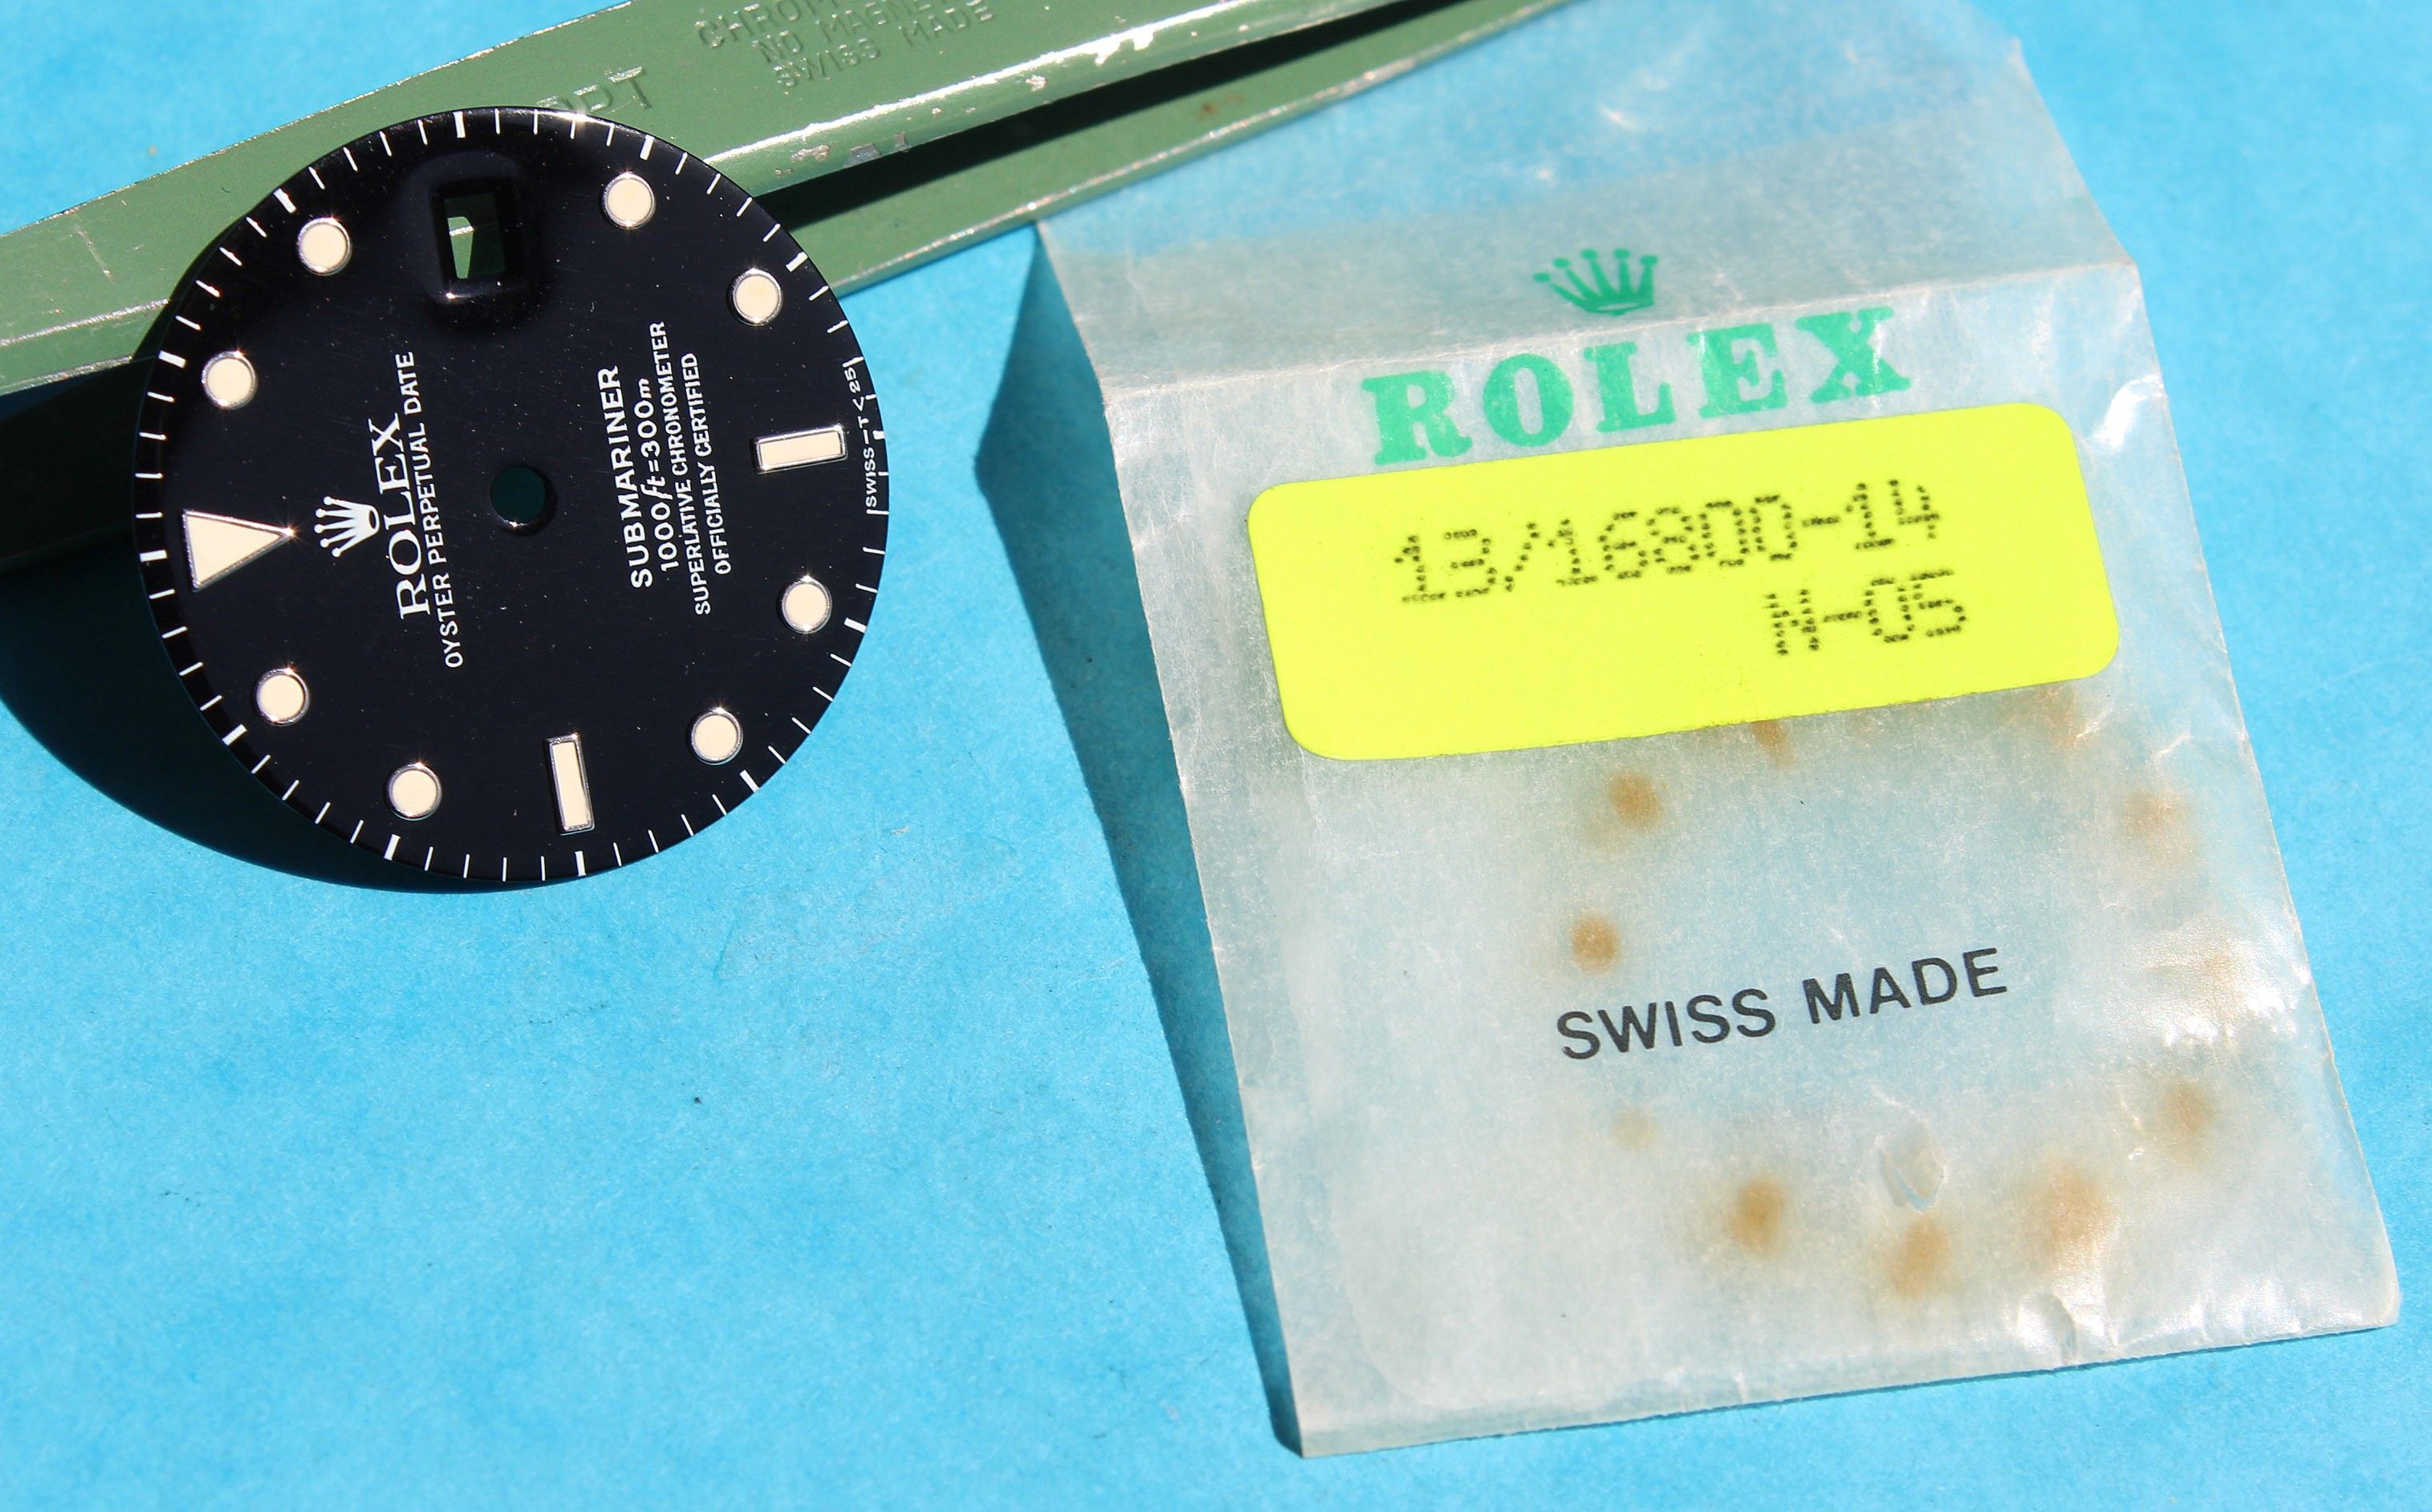 NO MAGNE
SWISS MADE
ROLEX
OYSTER PERPETUAL DATE
SUBMARINER
1000ft=300m
SUPERLATIVE CHRONOMETER
OFFICIALLY CERTIFIED
SWISS-T<25
ROLEX
13/16800-14
N-05
SWISS MADE